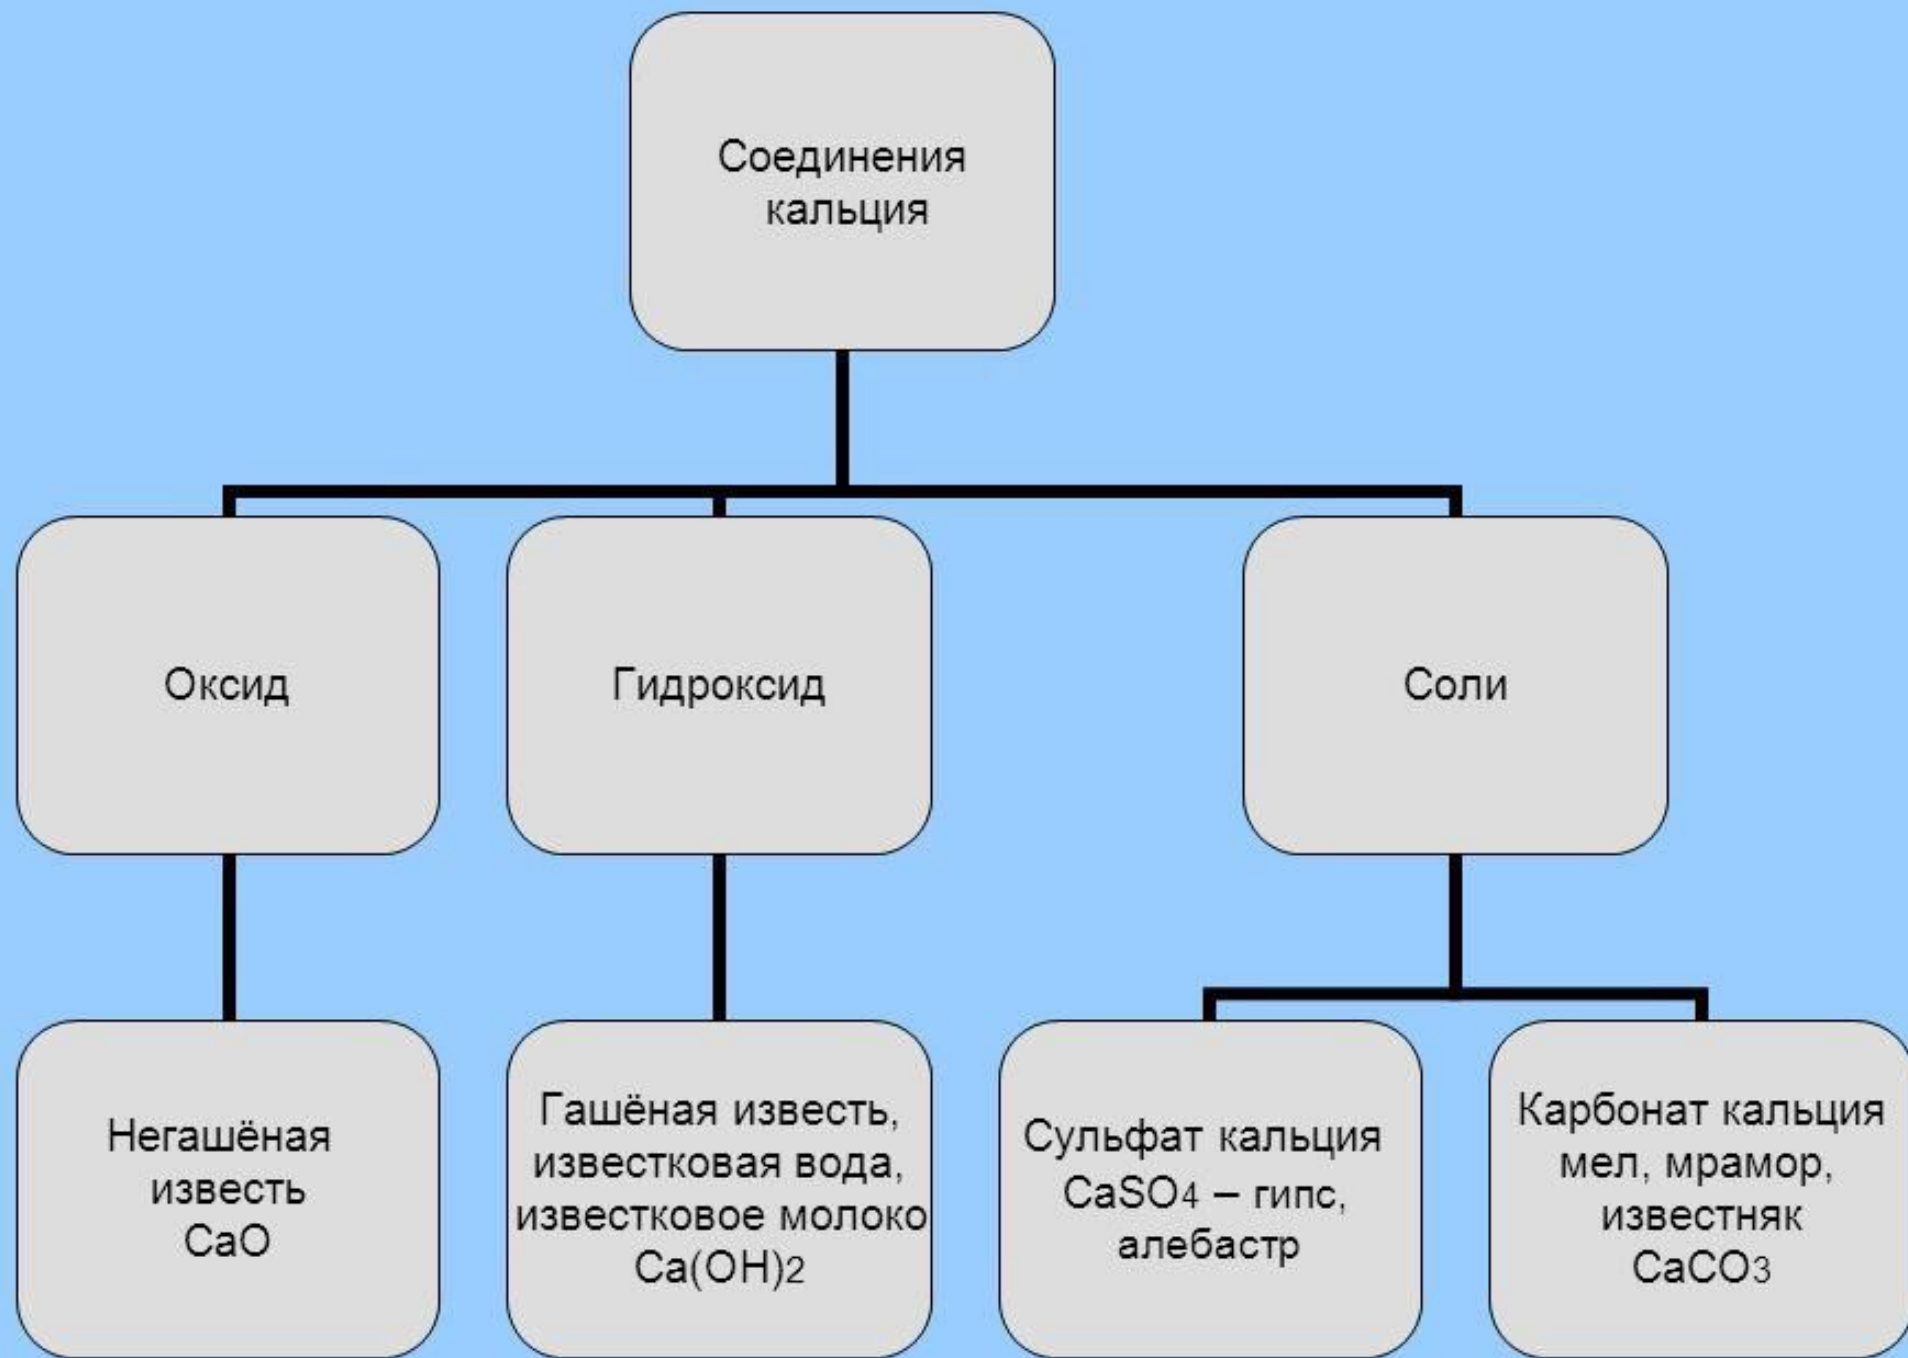 Соединения
кальция
Оксид
Гидроксид
Соли
Негашёная
известь
CaO
Гашёная известь,
известковая вода,
известковое молоко
Ca(OH)2
Сульфат кальция
CaSO4 – гипс,
алебастр
Карбонат кальция
мел, мрамор,
известняк
CaCO3